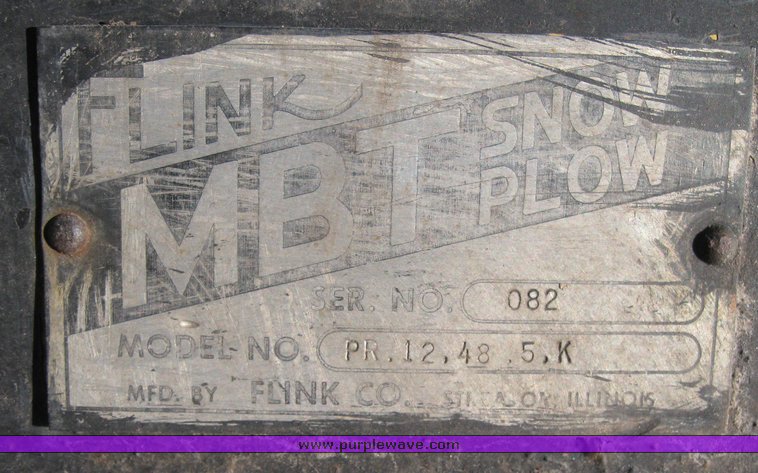 FLINK
MBT
SNOW
PLOW
SER. NO. 082
MODEL NO. PR.12,48.5,K
MFD. BY FLINK CO. ILLINOIS
www.purplewave.com